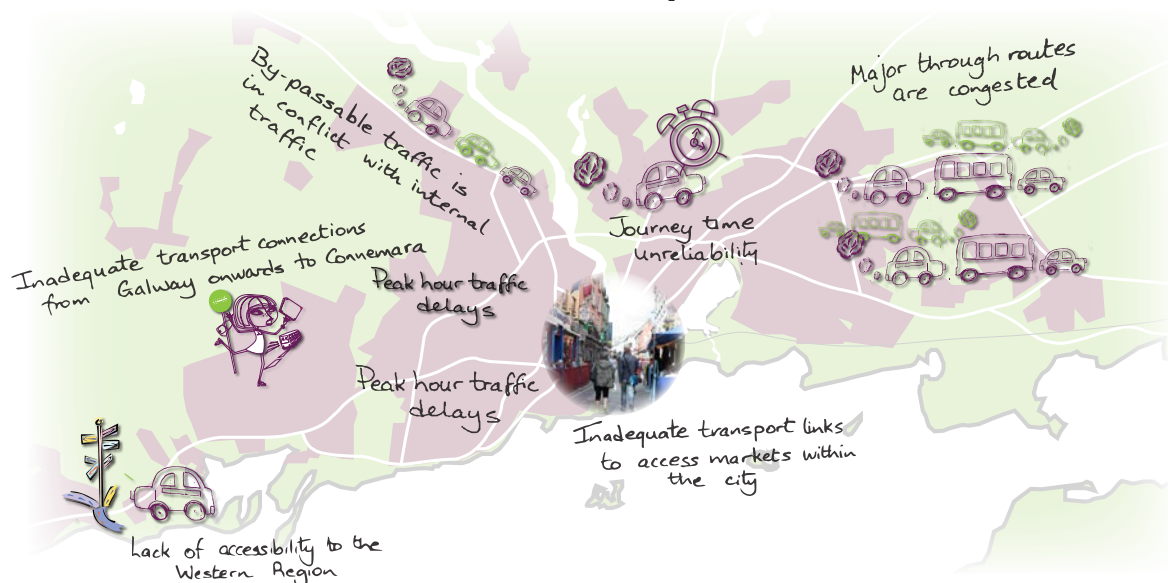 By-passable traffic is
in conflict with internal
traffic
Major through routes
are congested
Journey time
unreliability
Inadequate transport connections
from Galway onwards to Connemara
Peak hour traffic
delays
Peak hour traffic
delays
Inadequate transport links
to access markets within
the city
Lack of accessibility to the
Western Region